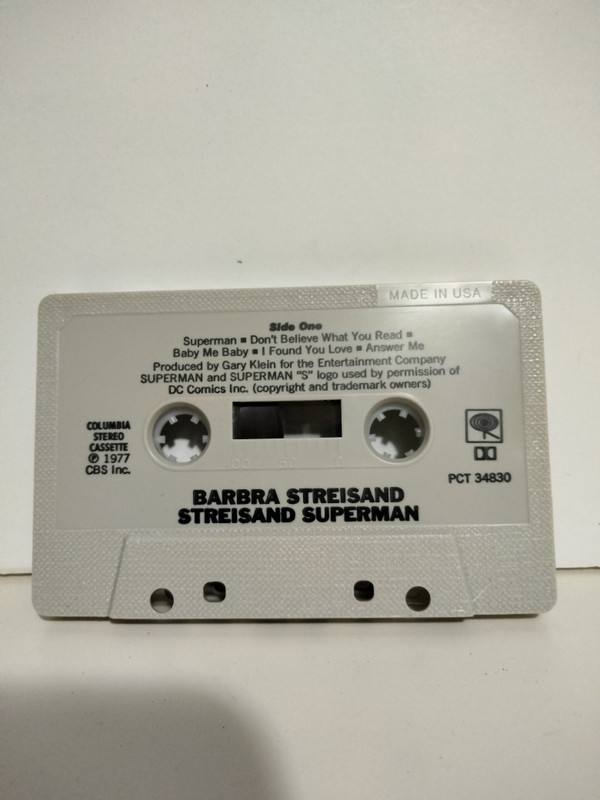 MADE IN USA
Side One
Superman ■ Don't Believe What You Read ■
Baby Me Baby ■ I Found You Love ■ Answer Me
Produced by Gary Klein for the Entertainment Company
SUPERMAN and SUPERMAN "S" logo used by permission of
DC Comics Inc. (copyright and trademark owners)
COLUMBIA
STEREO
CASSETTE
℗ 1977
CBS Inc.
PCT 34830
BARBRA STREISAND
STREISAND SUPERMAN